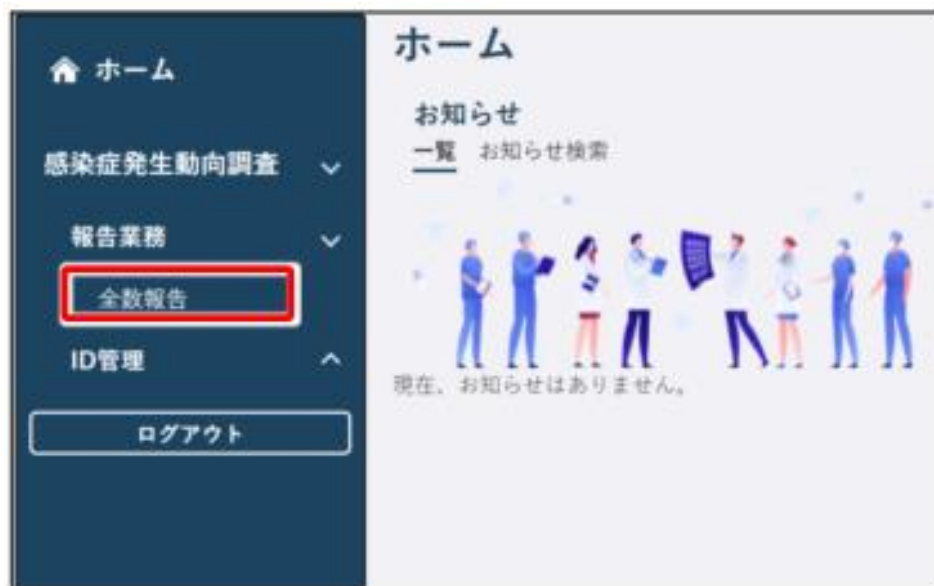 ホーム
感染症発生動向調査
報告業務
全数報告
ID管理
ログアウト
ホーム
お知らせ
一覧 お知らせ検索
現在、お知らせはありません。